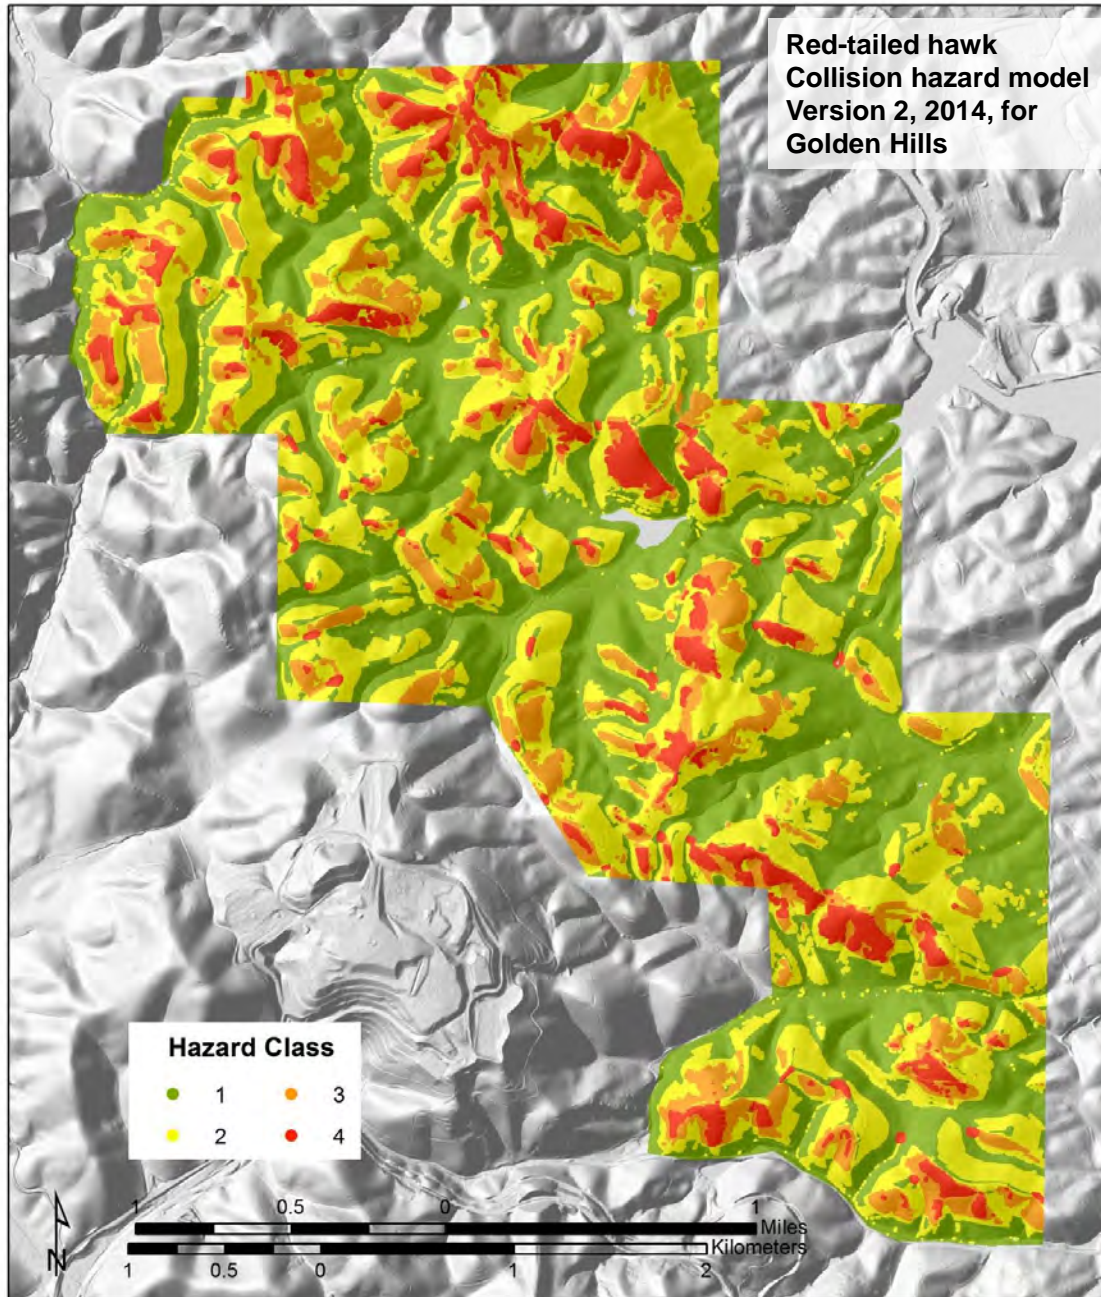 Red-tailed hawk
Collision hazard model
Version 2, 2014, for
Golden Hills
Hazard Class
1 3
2 4
1 0.5 0 1
Miles
Kilometers
1 0.5 0 1 2
N